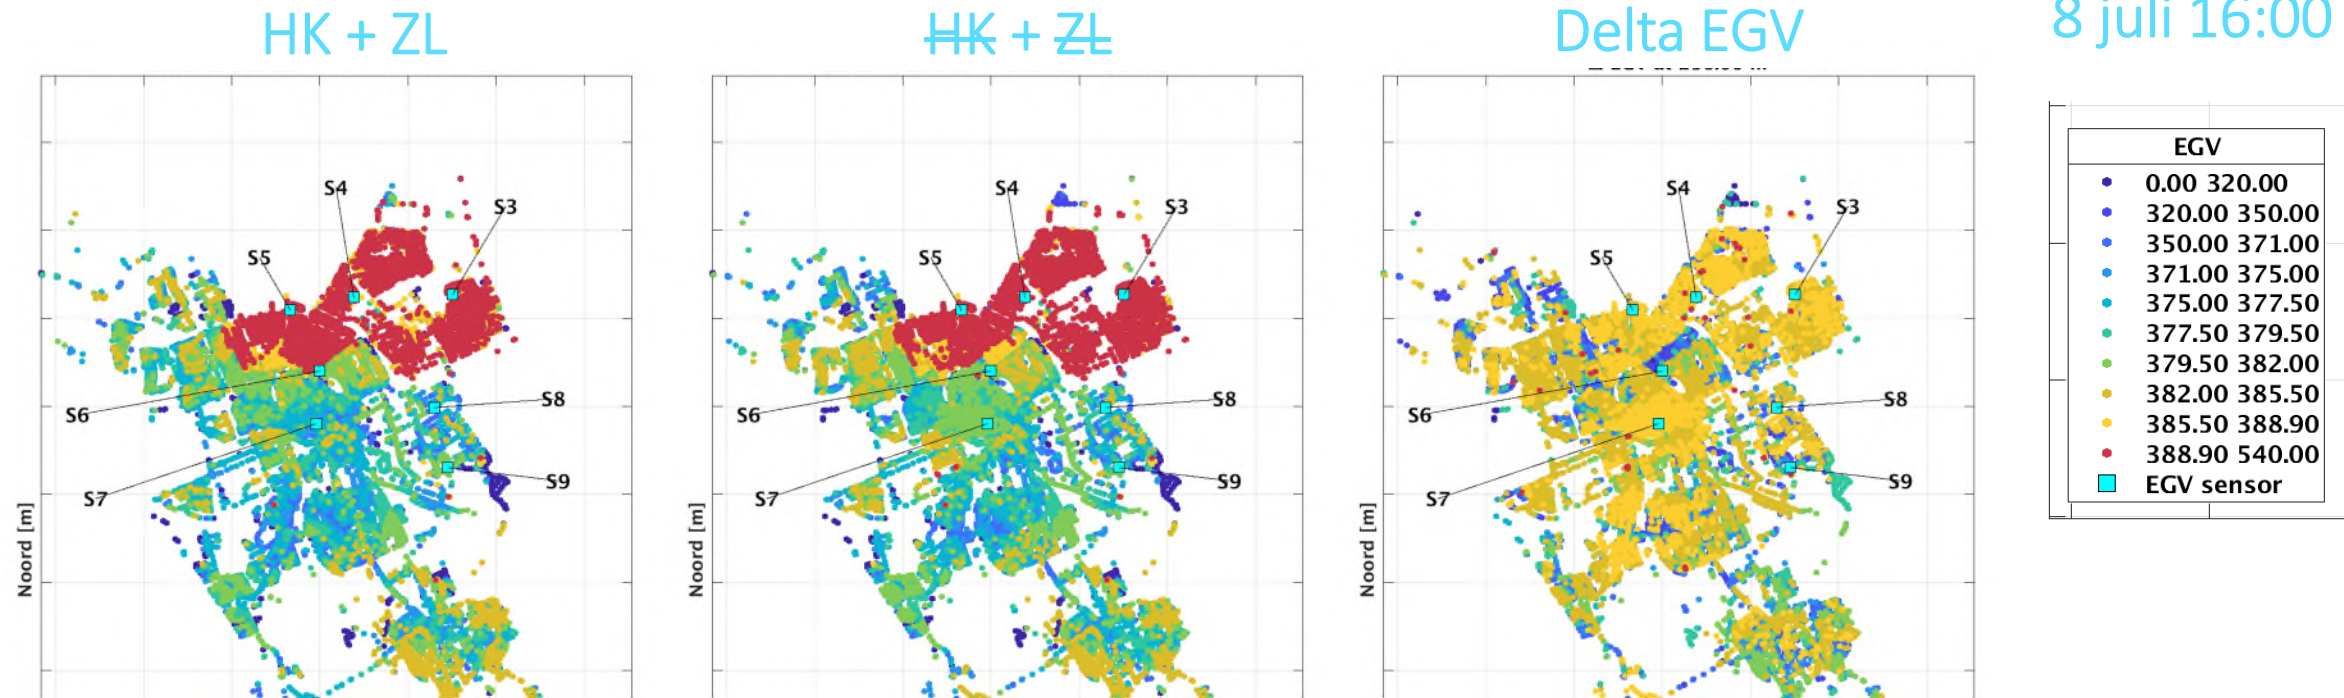 HK + ZL
HK + ZL
Delta EGV
8 juli 16:00
S4
S3
S5
S6
S8
S7
S9
Noord [m]
S4
S3
S5
S6
S8
S7
S9
Noord [m]
S4
S3
S5
S6
S8
S7
S9
Noord [m]
EGV
0.00 320.00
320.00 350.00
350.00 371.00
371.00 375.00
375.00 377.50
377.50 379.50
379.50 382.00
382.00 385.50
385.50 388.90
388.90 540.00
EGV sensor